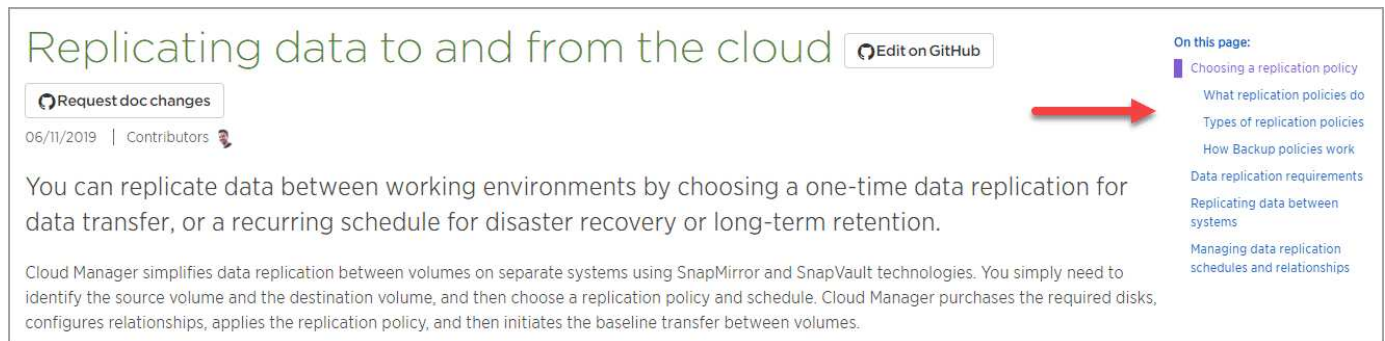 Replicating data to and from the cloud
Edit on GitHub
Request doc changes
06/11/2019 | Contributors
You can replicate data between working environments by choosing a one-time data replication for
data transfer, or a recurring schedule for disaster recovery or long-term retention.
Cloud Manager simplifies data replication between volumes on separate systems using SnapMirror and SnapVault technologies. You simply need to
identify the source volume and the destination volume, and then choose a replication policy and schedule. Cloud Manager purchases the required disks,
configures relationships, applies the replication policy, and then initiates the baseline transfer between volumes.
On this page:
Choosing a replication policy
What replication policies do
Types of replication policies
How Backup policies work
Data replication requirements
Replicating data between
systems
Managing data replication
schedules and relationships